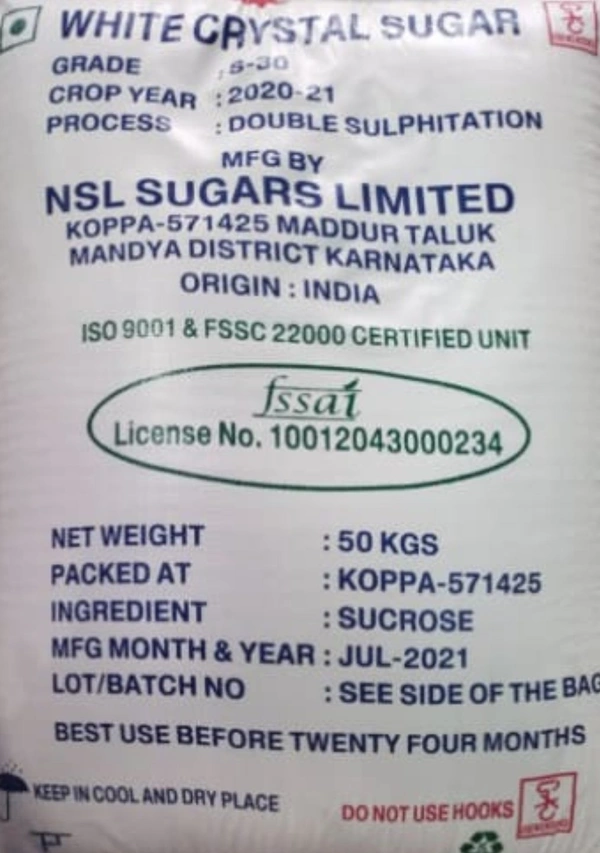 WHITE CRYSTAL SUGAR
GRADE : S-30
CROP YEAR : 2020-21
PROCESS : DOUBLE SULPHITATION
MFG BY
NSL SUGARS LIMITED
KOPPA-571425 MADDUR TALUK
MANDYA DISTRICT KARNATAKA
ORIGIN : INDIA
ISO 9001 & FSSC 22000 CERTIFIED UNIT
fssai
License No. 10012043000234
NET WEIGHT : 50 KGS
PACKED AT : KOPPA-571425
INGREDIENT : SUCROSE
MFG MONTH & YEAR : JUL-2021
LOT/BATCH NO : SEE SIDE OF THE BAG
BEST USE BEFORE TWENTY FOUR MONTHS
KEEP IN COOL AND DRY PLACE
DO NOT USE HOOKS